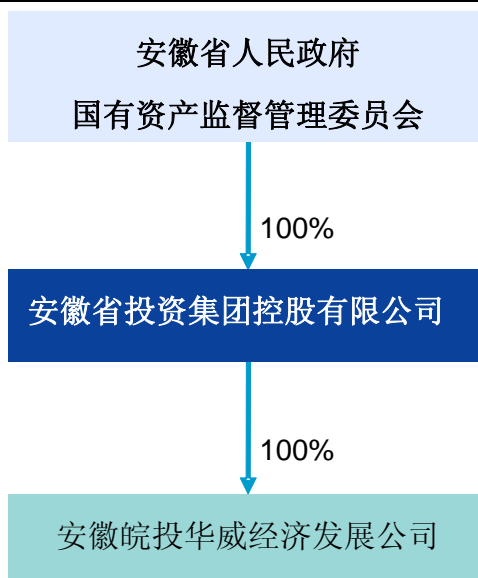 安徽省人民政府
国有资产监督管理委员会
100%
安徽省投资集团控股有限公司
100%
安徽皖投华威经济发展公司